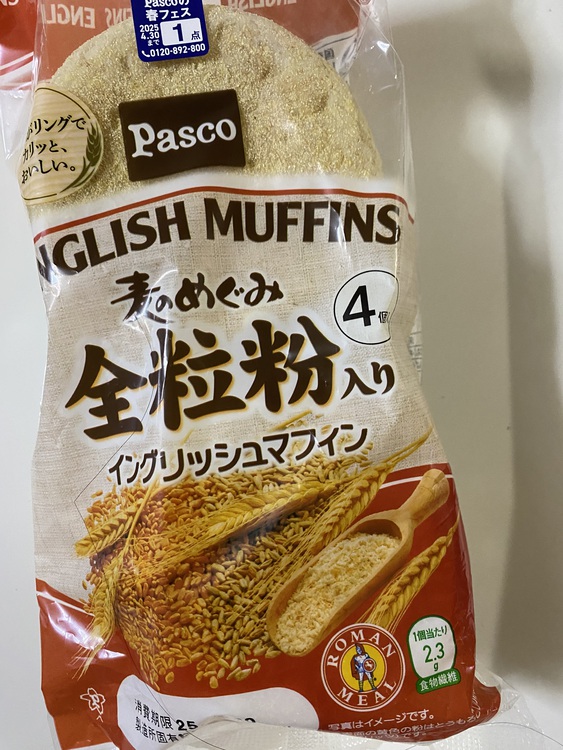 Pascoの
春フェス
2025
4.30
まで
1点
0120-892-800
リングで
カリッと、
おいしい。
Pasco
ENGLISH MUFFINS
麦のめぐみ
4個
全粒粉入り
イングリッシュマフイン
ROMAN
MEAL
1個当たり
2.3
g
食物繊維
消費期限 25
製造所固有
写真はイメージです。